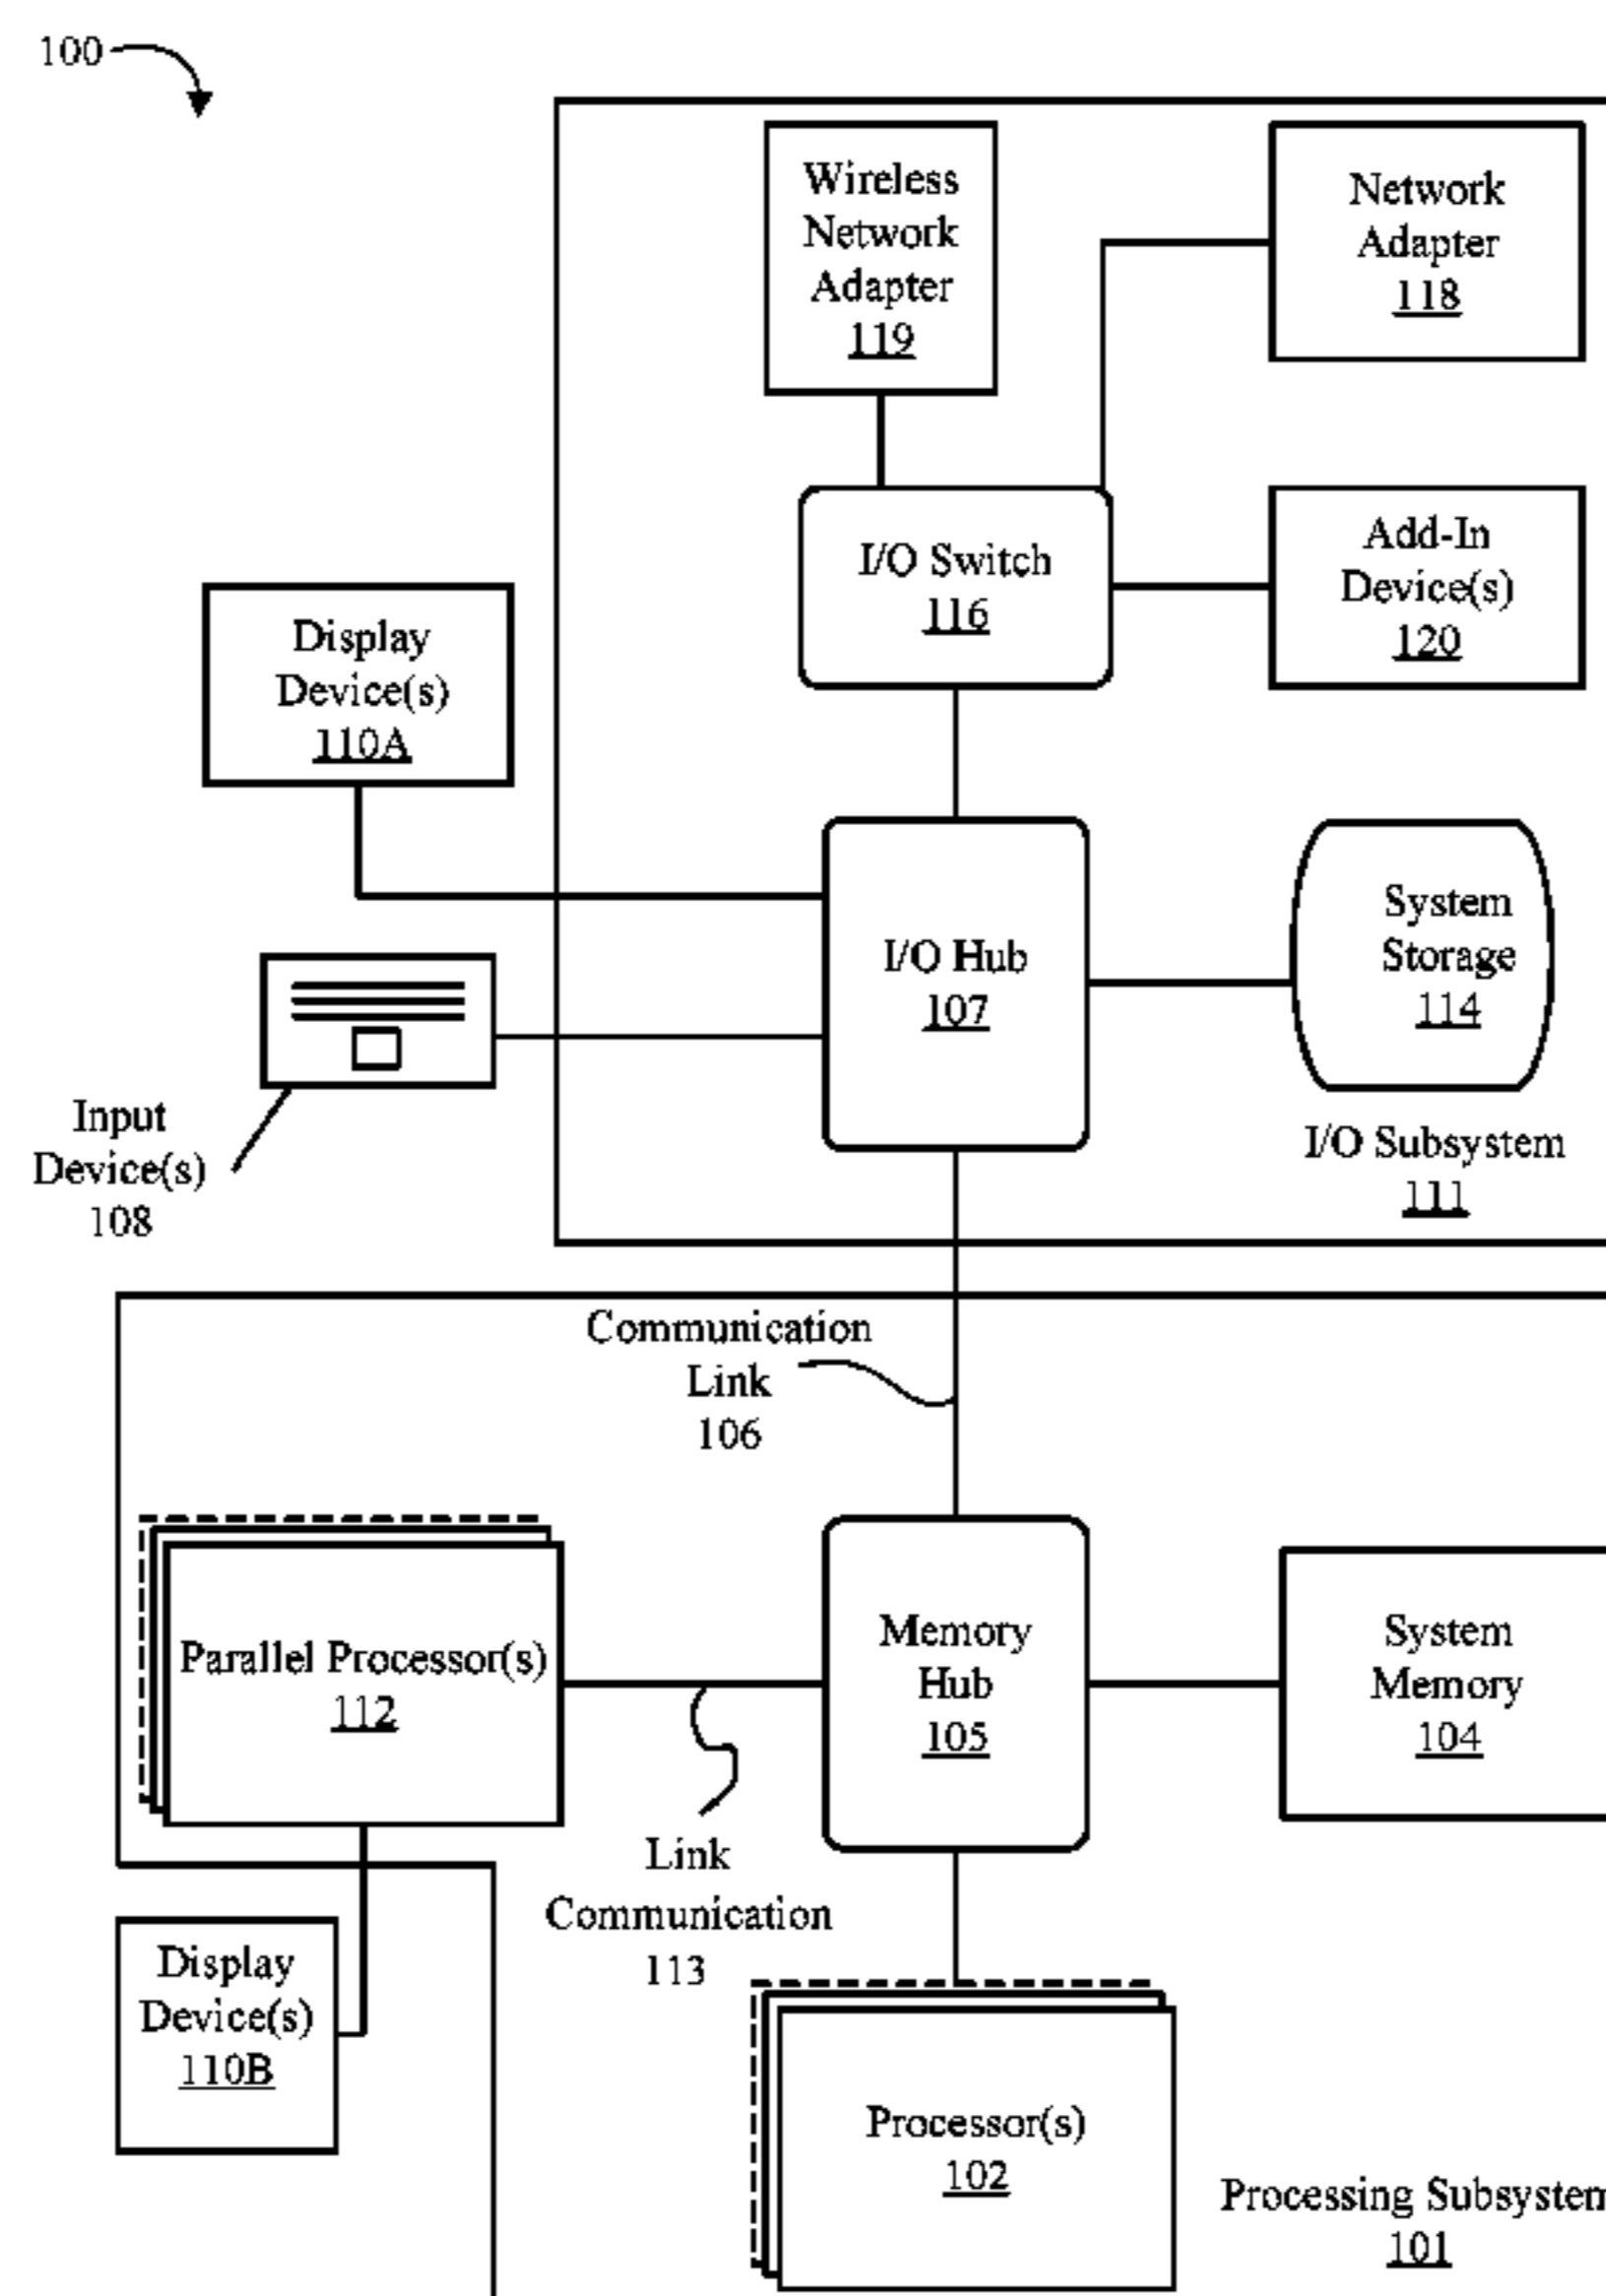 100
Wireless
Network
Adapter
119
Network
Adapter
118
I/O Switch
116
Add-In
Device(s)
120
Display
Device(s)
110A
I/O Hub
107
System
Storage
114
Input
Device(s)
108
I/O Subsystem
111
Communication
Link
106
Parallel Processor(s)
112
Memory
Hub
105
System
Memory
104
Link
Communication
113
Display
Device(s)
110B
Processor(s)
102
Processing Subsystem
101